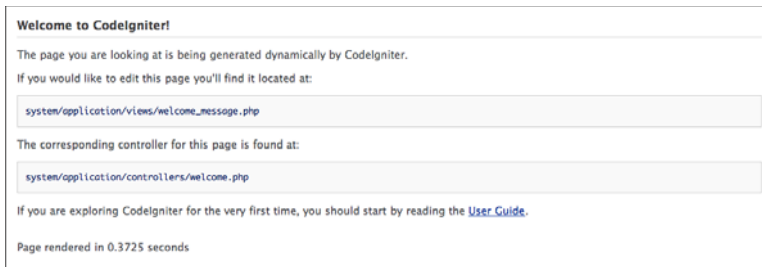 Welcome to CodeIgniter!
The page you are looking at is being generated dynamically by CodeIgniter.
If you would like to edit this page you'll find it located at:
system/application/views/welcome_message.php
The corresponding controller for this page is found at:
system/application/controllers/welcome.php
If you are exploring CodeIgniter for the very first time, you should start by reading the User Guide.
Page rendered in 0.3725 seconds